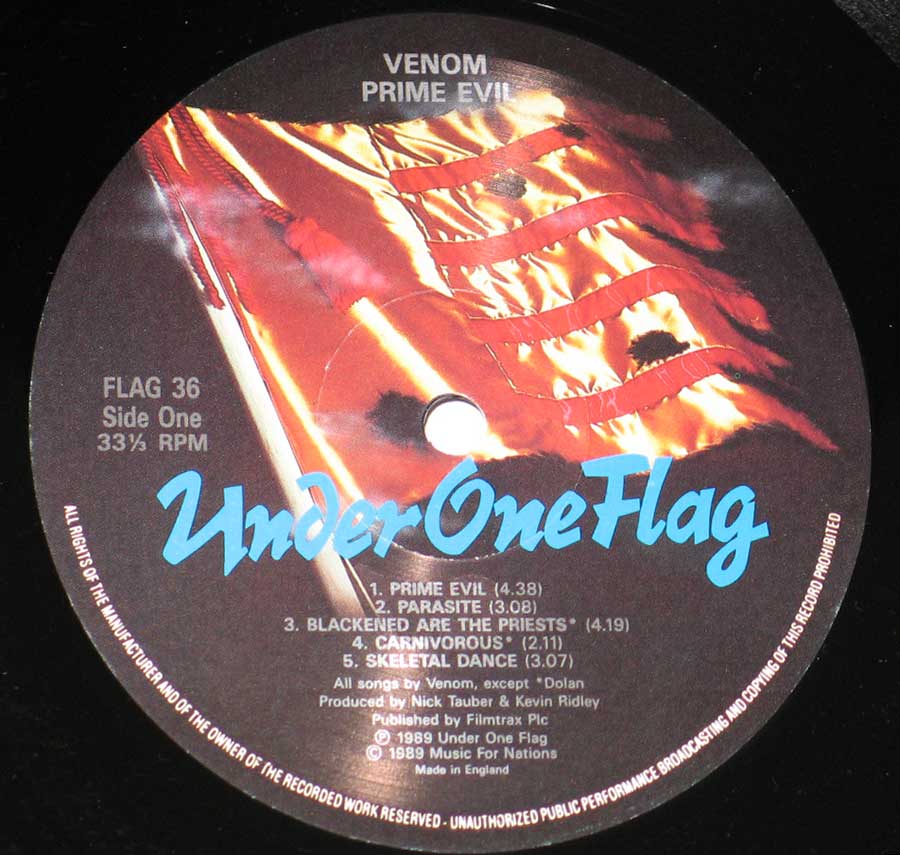 VENOM
PRIME EVIL
FLAG 36
Side One
33⅓ RPM
Under One Flag
1. PRIME EVIL (4.38)
2. PARASITE (3.08)
3. BLACKENED ARE THE PRIESTS* (4.19)
4. CARNIVOROUS* (2.11)
5. SKELETAL DANCE (3.07)
All songs by Venom, except *Dolan
Produced by Nick Tauber & Kevin Ridley
Published by Filmtrax Plc
℗ 1989 Under One Flag
© 1989 Music For Nations
Made in England
ALL RIGHTS OF THE MANUFACTURER AND OF THE OWNER OF THE RECORDED WORK RESERVED - UNAUTHORIZED PUBLIC PERFORMANCE BROADCASTING AND COPYING OF THIS RECORD PROHIBITED